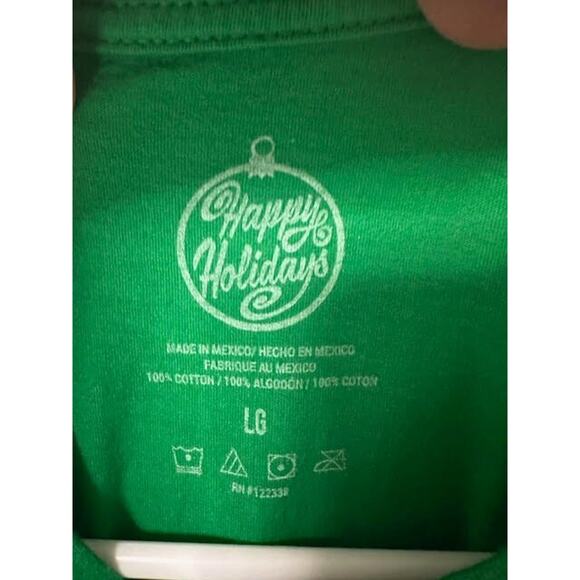 Happy
Holidays
MADE IN MEXICO/ HECHO EN MEXICO
FABRIQUE AU MEXICO
100% COTTON / 100% ALGODÓN / 100% COTON
LG
RN #122338